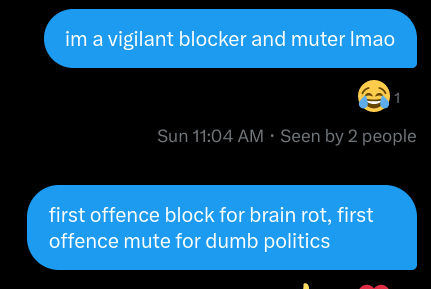 im a vigilant blocker and muter lmao
1
Sun 11:04 AM · Seen by 2 people
first offence block for brain rot, first
offence mute for dumb politics